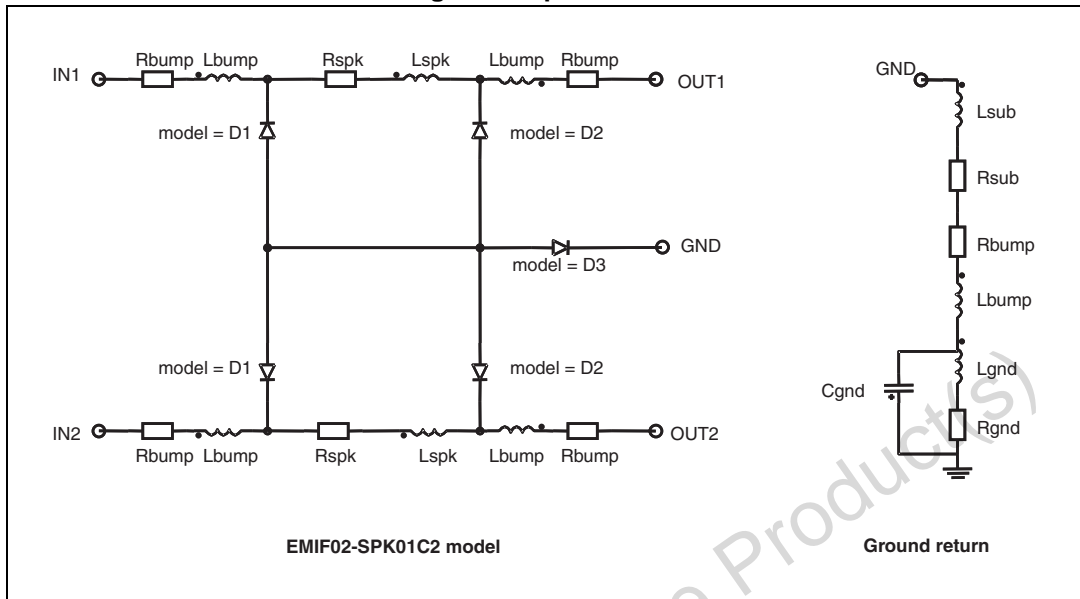 Rbump Lbump Rspk Lspk Lbump Rbump
IN1 OUT1
model = D1 model = D2
GND
model = D3
model = D1 model = D2
IN2 OUT2
Rbump Lbump Rspk Lspk Lbump Rbump
EMIF02-SPK01C2 model
GND
Lsub
Rsub
Rbump
Lbump
Lgnd
Cgnd
Rgnd
Ground return
Product(s)